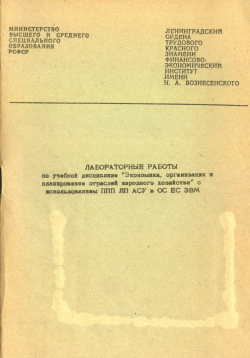 МИНИСТЕРСТВО
ВЫСШЕГО И СРЕДНЕГО
СПЕЦИАЛЬНОГО
ОБРАЗОВАНИЯ
РСФСР
ЛЕНИНГРАДСКИЙ
ОРДЕНА
ТРУДОВОГО
КРАСНОГО
ЗНАМЕНИ
ФИНАНСОВО-
ЭКОНОМИЧЕСКИЙ
ИНСТИТУТ
ИМЕНИ
Н. А. ВОЗНЕСЕНСКОГО
ЛАБОРАТОРНЫЕ РАБОТЫ
по учебной дисциплине "Экономика, организация и
планирование отраслей народного хозяйства" с
использованием ППП ЛП АСУ в ОС ЕС ЭВМ